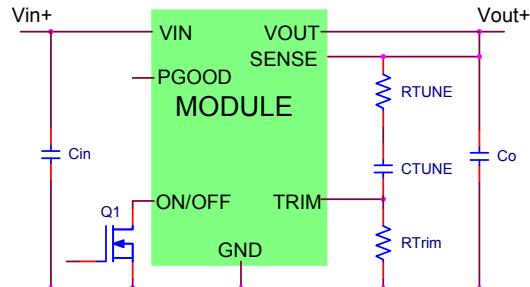 Vin+
Vout+
VIN
VOUT
SENSE
PGOOD
MODULE
RTUNE
Cin
CTUNE
Co
Q1
ON/OFF
TRIM
RTrim
GND